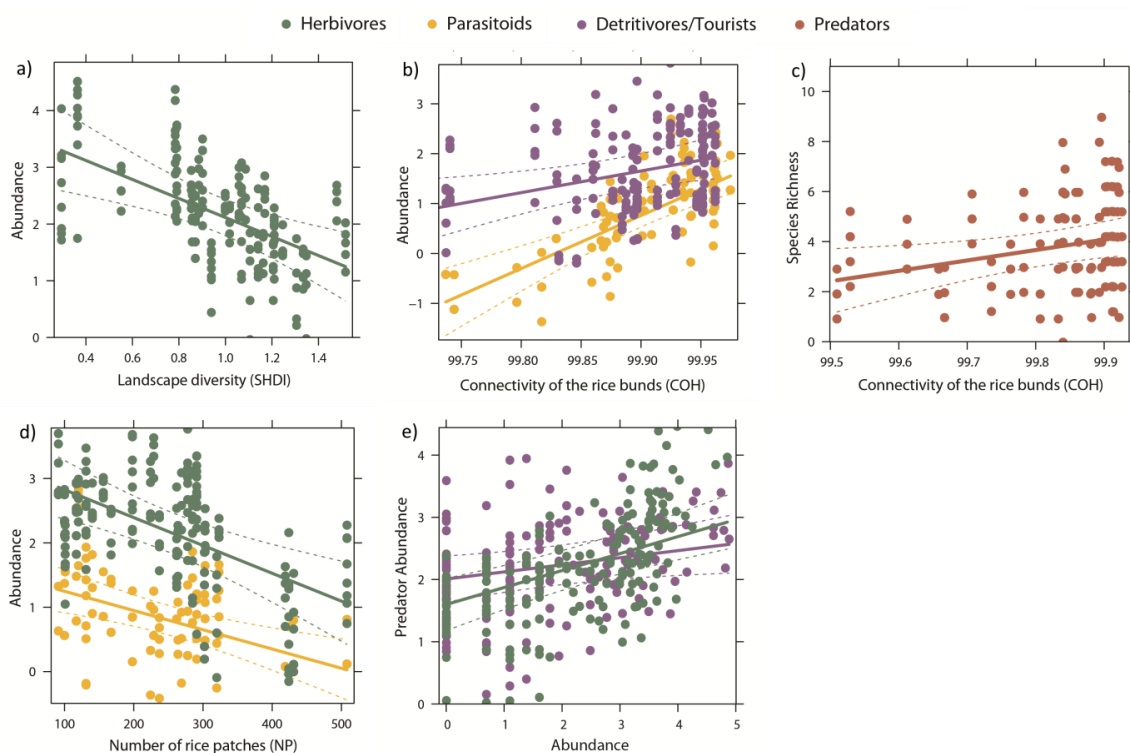 Herbivores Parasitoids Detritivores/Tourists Predators
a)
Abundance
4
3
2
1
0
0.4 0.6 0.8 1.0 1.2 1.4
Landscape diversity (SHDI)
b)
Abundance
3
2
1
0
−1
99.75 99.80 99.85 99.90 99.95
Connectivity of the rice bunds (COH)
c)
Species Richness
10
8
6
4
2
0
99.5 99.6 99.7 99.8 99.9
Connectivity of the rice bunds (COH)
d)
Abundance
3
2
1
0
100 200 300 400 500
Number of rice patches (NP)
e)
Predator Abundance
4
3
2
1
0
0 1 2 3 4 5
Abundance